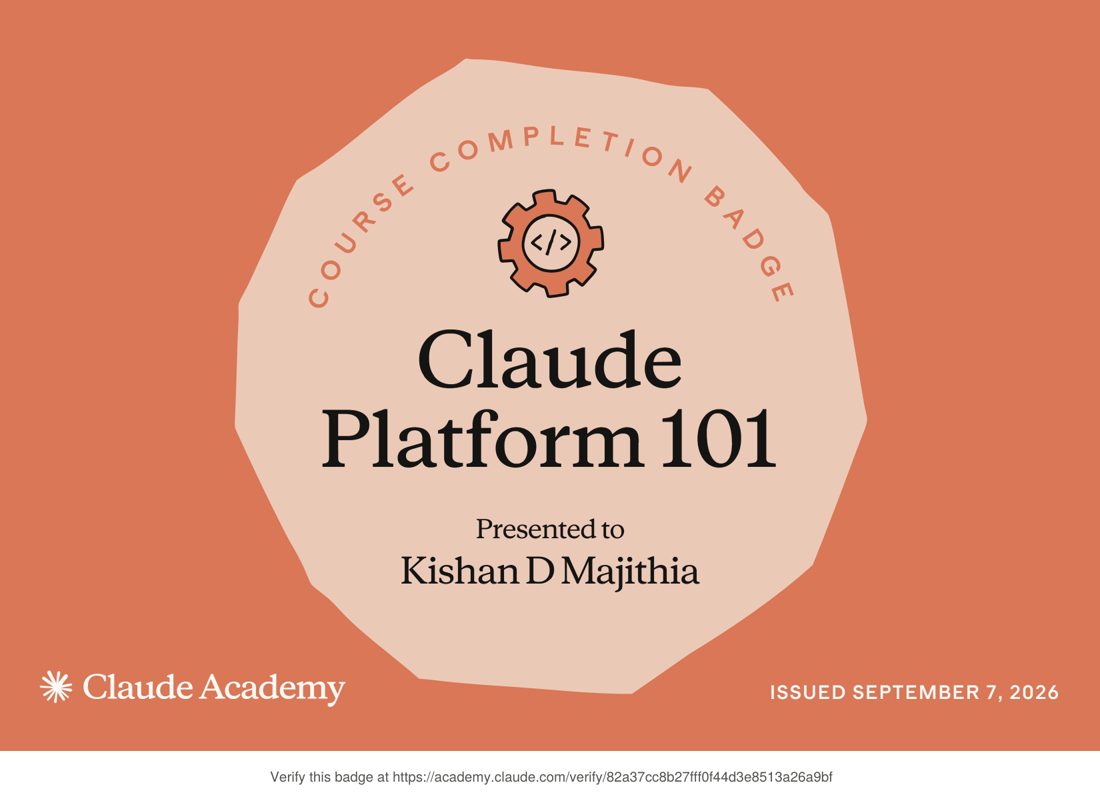 COURSE COMPLETION BADGE
</>
Claude
Platform 101
Presented to
Kishan D Majithia
Claude Academy
ISSUED SEPTEMBER 7, 2026
Verify this badge at https://academy.claude.com/verify/82a37cc8b27fff0f44d3e8513a26a9bf